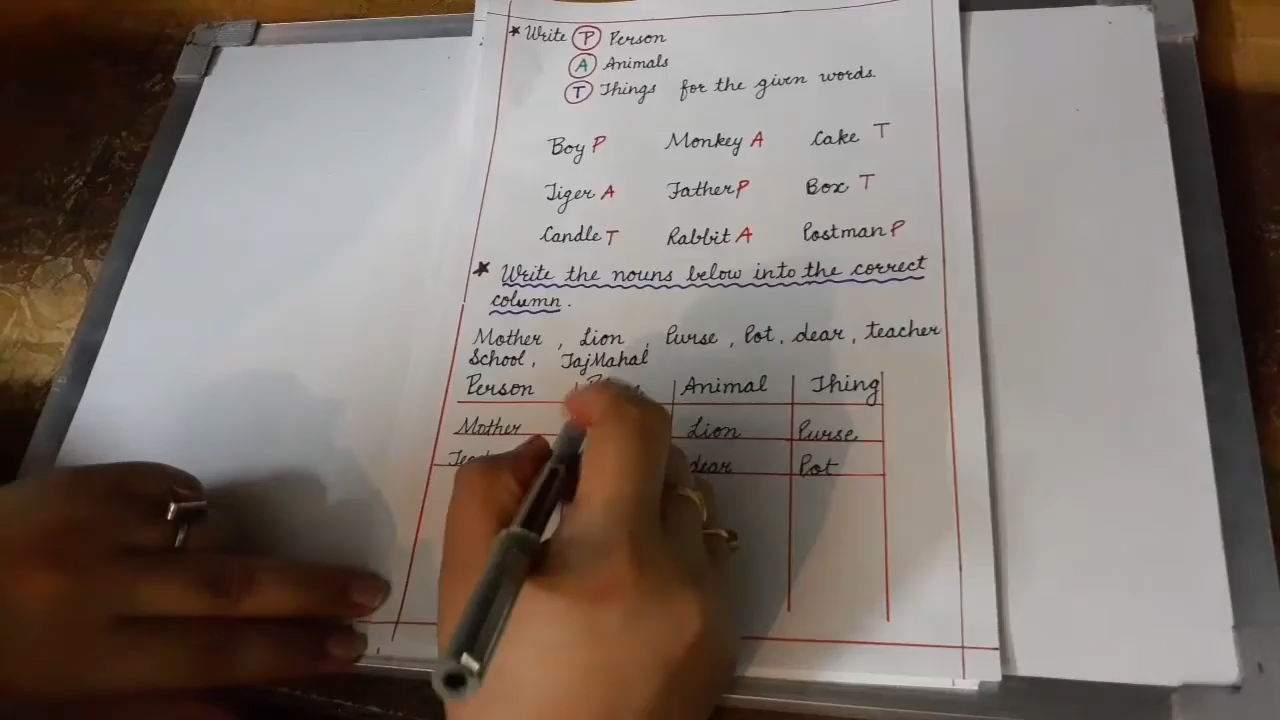 ★ Write P Person
A Animals
T Things for the given words.
Boy P Monkey A Cake T
Tiger A Father P Box T
Candle T Rabbit A Postman P
★ Write the nouns below into the correct
column.
Mother, Lion, Purse, Pot, dear, teacher
School, TajMahal
Person Animal Thing
Mother Lion Purse
dear Pot